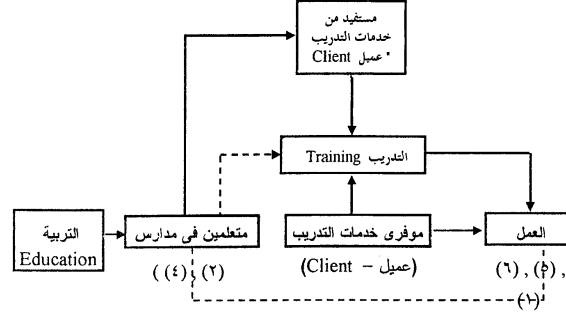 مستفيد من
خدمات التدريب
" عميل Client
التدريب Training
التربية
Education
متعلمين فى مدارس
موفرى خدمات التدريب
العمل
(٢) , (٤) )
(عميل – Client)
(٦) , (٥) ,
(١)